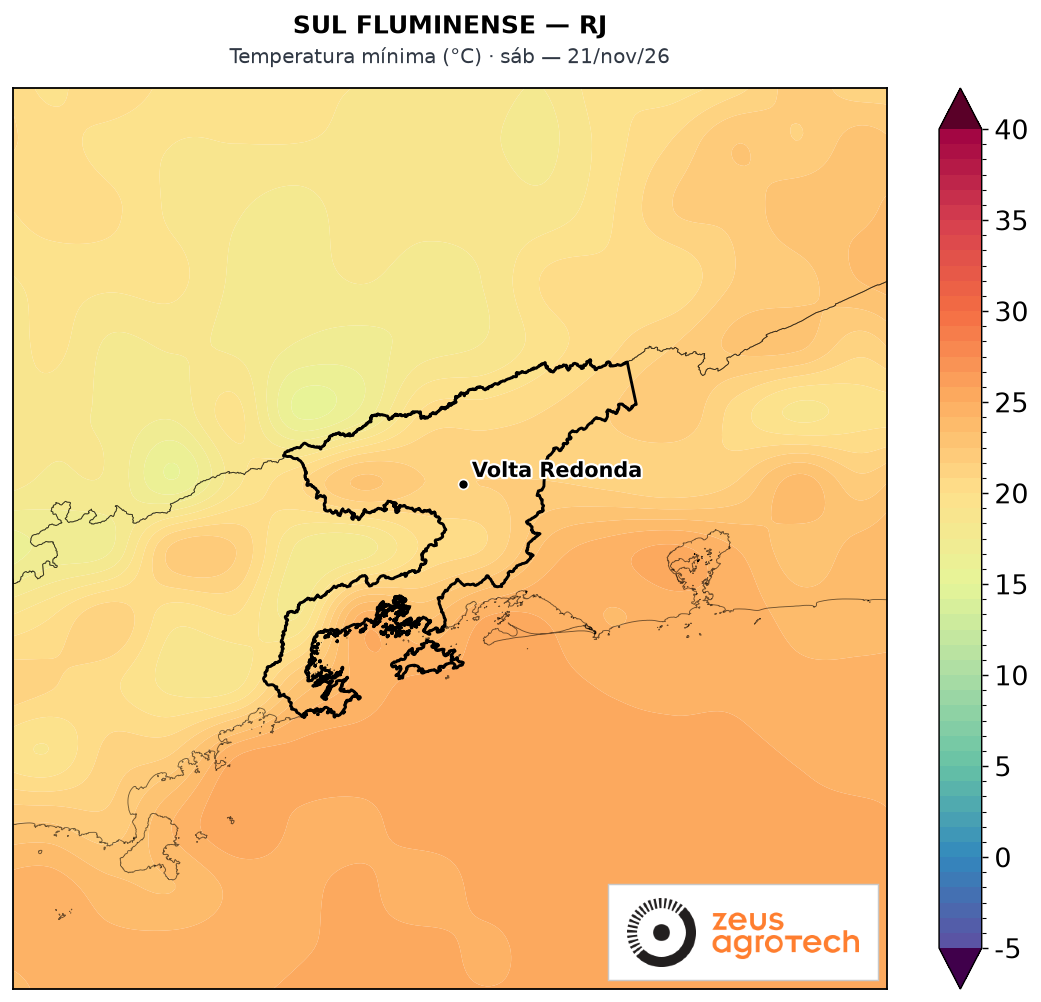 SUL FLUMINENSE — RJ
Temperatura mínima (°C) · sáb — 21/nov/26
40
35
30
25
20
15
10
5
0
-5
Volta Redonda
zeus
agrotech